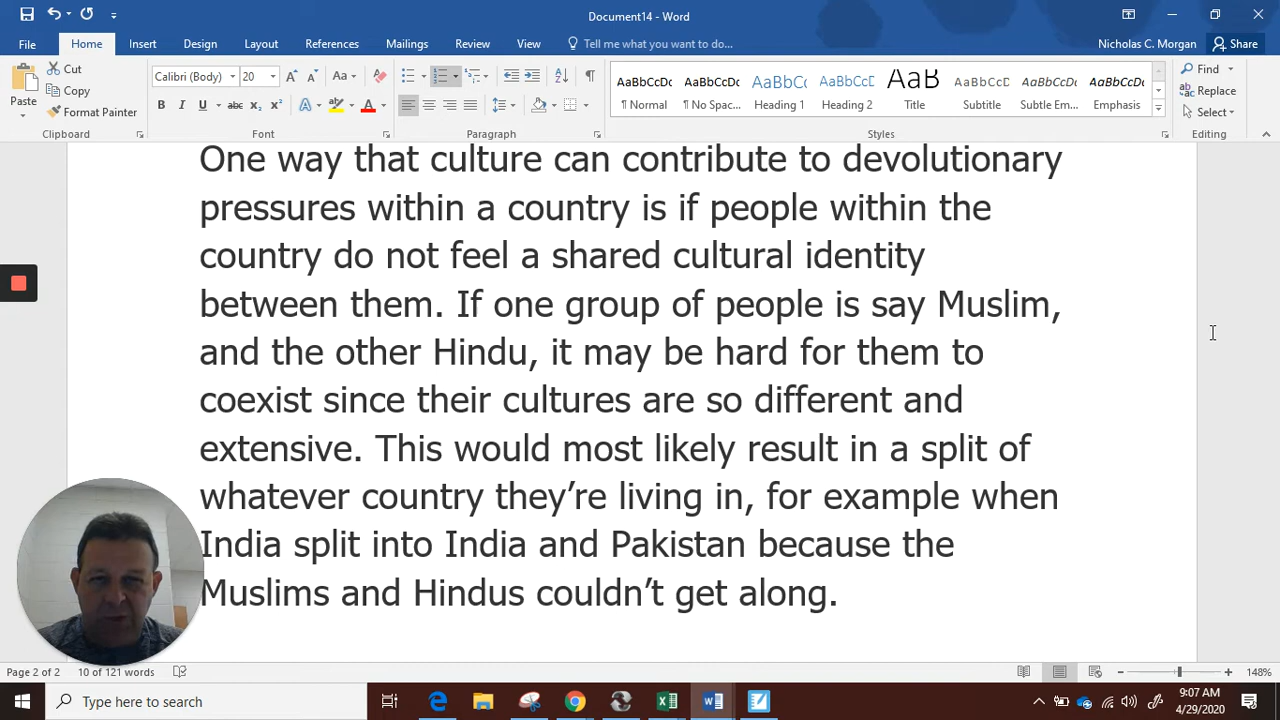 Document14 - Word
File Home Insert Design Layout References Mailings Review View Tell me what you want to do... Nicholas C. Morgan Share
Paste
Cut
Copy
Format Painter
Clipboard
Calibri (Body) 20
Font
Paragraph
AaBbCcDc AaBbCcDc AaBbCc AaBbCcC AaB AaBbCcD AaBbCcDc AaBbCcDc
¶ Normal ¶ No Spac... Heading 1 Heading 2 Title Subtitle Subtle Em... Emphasis
Styles
Find
Replace
Select
Editing
One way that culture can contribute to devolutionary
pressures within a country is if people within the
country do not feel a shared cultural identity
between them. If one group of people is say Muslim,
and the other Hindu, it may be hard for them to
coexist since their cultures are so different and
extensive. This would most likely result in a split of
whatever country they’re living in, for example when
India split into India and Pakistan because the
Muslims and Hindus couldn’t get along.
Page 2 of 2 10 of 121 words 148%
Type here to search
9:07 AM
4/29/2020